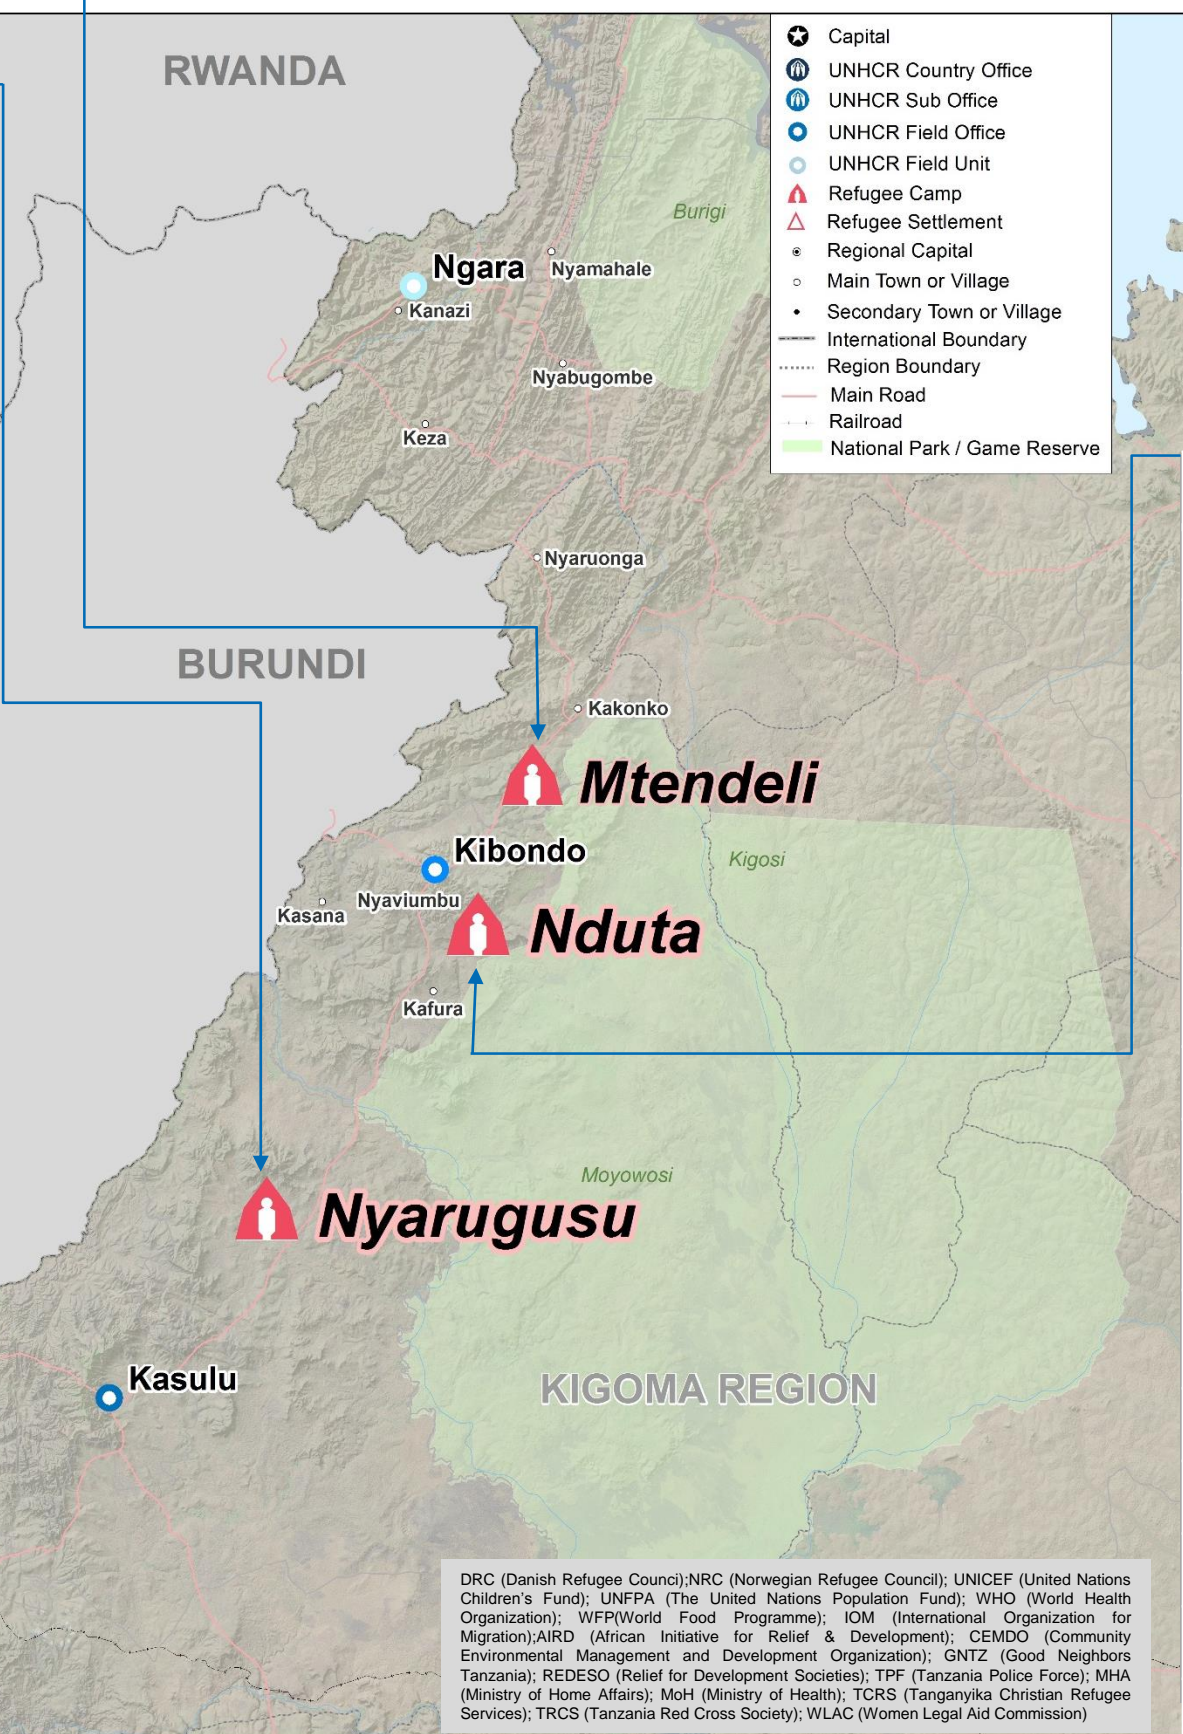 RWANDA
Capital
UNHCR Country Office
UNHCR Sub Office
UNHCR Field Office
UNHCR Field Unit
Refugee Camp
Refugee Settlement
Regional Capital
Main Town or Village
Secondary Town or Village
International Boundary
Region Boundary
Main Road
Railroad
National Park / Game Reserve
Burigi
Ngara
Nyamahale
Kanazi
Nyabugombe
Keza
Nyaruonga
BURUNDI
Kakonko
Mtendeli
Kibondo
Kigosi
Nyaviumbu
Kasana
Nduta
Kafura
Moyowosi
Nyarugusu
Kasulu
KIGOMA REGION
DRC (Danish Refugee Counci);NRC (Norwegian Refugee Council); UNICEF (United Nations
Children's Fund); UNFPA (The United Nations Population Fund); WHO (World Health
Organization); WFP(World Food Programme); IOM (International Organization for
Migration);AIRD (African Initiative for Relief & Development); CEMDO (Community
Environmental Management and Development Organization); GNTZ (Good Neighbors
Tanzania); REDESO (Relief for Development Societies); TPF (Tanzania Police Force); MHA
(Ministry of Home Affairs); MoH (Ministry of Health); TCRS (Tanganyika Christian Refugee
Services); TRCS (Tanzania Red Cross Society); WLAC (Women Legal Aid Commission)